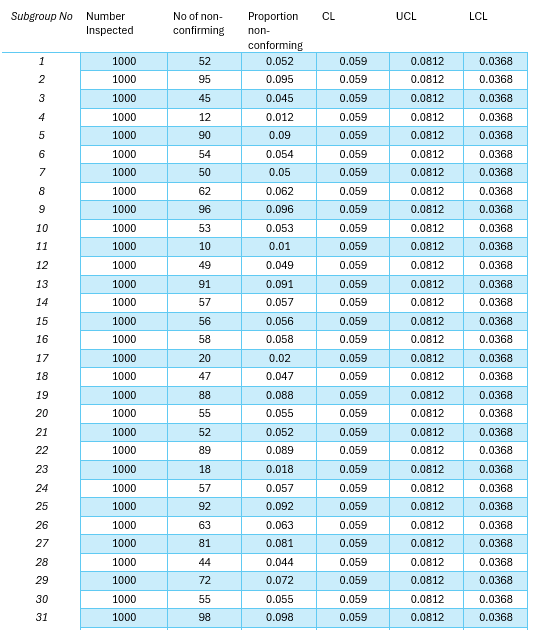 Subgroup No Number Inspected No of non-confirming Proportion non-conforming CL UCL LCL
1 1000 52 0.052 0.059 0.0812 0.0368
2 1000 95 0.095 0.059 0.0812 0.0368
3 1000 45 0.045 0.059 0.0812 0.0368
4 1000 12 0.012 0.059 0.0812 0.0368
5 1000 90 0.09 0.059 0.0812 0.0368
6 1000 54 0.054 0.059 0.0812 0.0368
7 1000 50 0.05 0.059 0.0812 0.0368
8 1000 62 0.062 0.059 0.0812 0.0368
9 1000 96 0.096 0.059 0.0812 0.0368
10 1000 53 0.053 0.059 0.0812 0.0368
11 1000 10 0.01 0.059 0.0812 0.0368
12 1000 49 0.049 0.059 0.0812 0.0368
13 1000 91 0.091 0.059 0.0812 0.0368
14 1000 57 0.057 0.059 0.0812 0.0368
15 1000 56 0.056 0.059 0.0812 0.0368
16 1000 58 0.058 0.059 0.0812 0.0368
17 1000 20 0.02 0.059 0.0812 0.0368
18 1000 47 0.047 0.059 0.0812 0.0368
19 1000 88 0.088 0.059 0.0812 0.0368
20 1000 55 0.055 0.059 0.0812 0.0368
21 1000 52 0.052 0.059 0.0812 0.0368
22 1000 89 0.089 0.059 0.0812 0.0368
23 1000 18 0.018 0.059 0.0812 0.0368
24 1000 57 0.057 0.059 0.0812 0.0368
25 1000 92 0.092 0.059 0.0812 0.0368
26 1000 63 0.063 0.059 0.0812 0.0368
27 1000 81 0.081 0.059 0.0812 0.0368
28 1000 44 0.044 0.059 0.0812 0.0368
29 1000 72 0.072 0.059 0.0812 0.0368
30 1000 55 0.055 0.059 0.0812 0.0368
31 1000 98 0.098 0.059 0.0812 0.0368